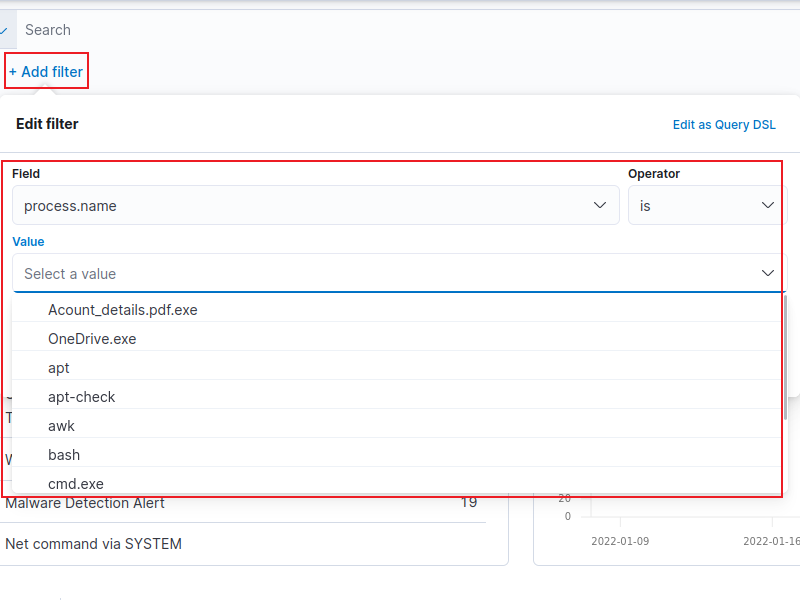 Search
+ Add filter
Edit filter
Edit as Query DSL
Field
Operator
process.name
is
Value
Select a value
Acount_details.pdf.exe
OneDrive.exe
apt
apt-check
awk
bash
cmd.exe
Malware Detection Alert
19
20
0
Net command via SYSTEM
2022-01-09
2022-01-16